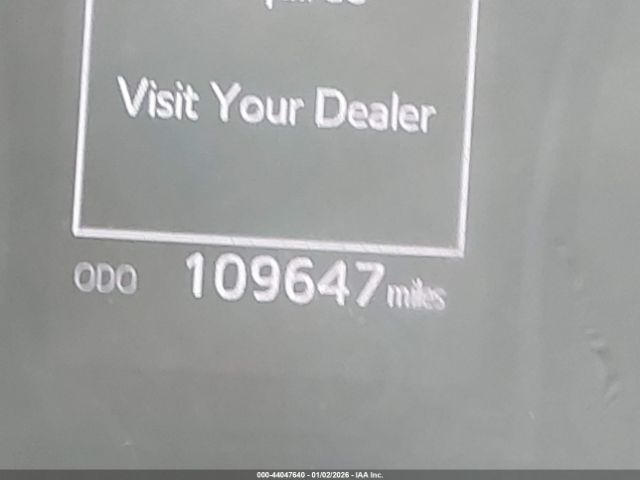 Visit Your Dealer
ODO 109647 miles
000-44047640 - 01/02/2026 - IAA Inc.